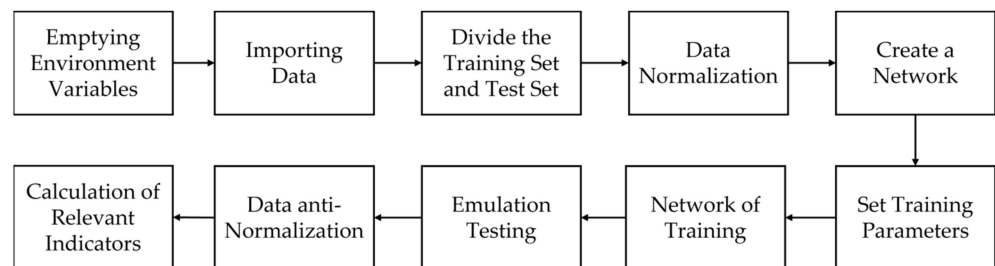 Emptying
Environment
Variables
Importing
Data
Divide the
Training Set
and Test Set
Data
Normalization
Create a
Network
Set Training
Parameters
Network of
Training
Emulation
Testing
Data anti-
Normalization
Calculation of
Relevant
Indicators